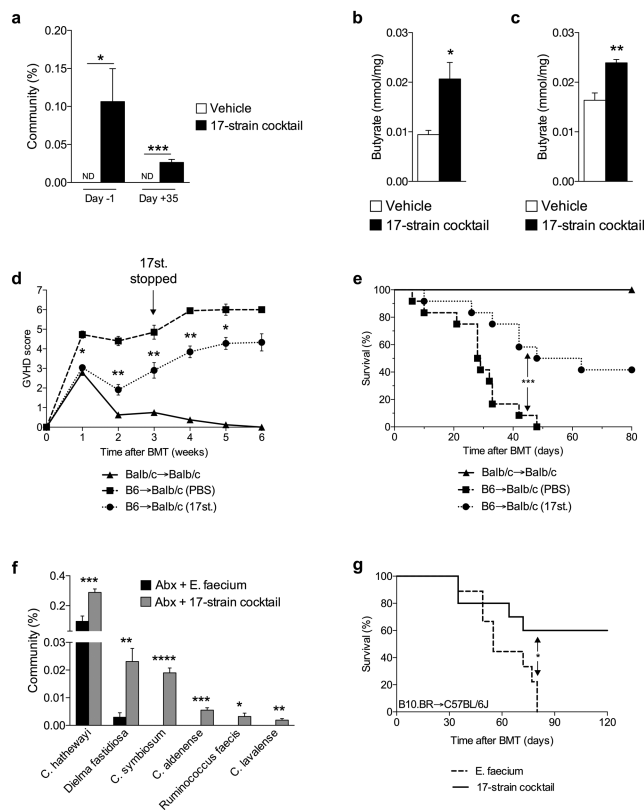 a
Community (%)
0.15
0.10
0.05
0.00
*
***
ND
ND
Day -1
Day +35
Vehicle
17-strain cocktail
b
Butyrate (mmol/mg)
0.03
0.02
0.01
0.00
*
Vehicle
17-strain cocktail
c
Butyrate (mmol/mg)
0.03
0.02
0.01
0.00
**
Vehicle
17-strain cocktail
d
17st.
stopped
GVHD score
7
6
5
4
3
2
1
0
*
**
**
**
*
0 1 2 3 4 5 6
Time after BMT (weeks)
Balb/c→Balb/c
B6→Balb/c (PBS)
B6→Balb/c (17st.)
e
Survival (%)
100
80
60
40
20
0
***
0 20 40 60 80
Time after BMT (days)
Balb/c→Balb/c
B6→Balb/c (PBS)
B6→Balb/c (17st.)
f
Community (%)
0.4
0.2
0.03
0.02
0.01
0.00
***
**
****
***
*
**
Abx + E. faecium
Abx + 17-strain cocktail
C. hathewayi
Dielma fastidiosa
C. symbiosum
C. aldenense
Ruminococcus faecis
C. lavalense
g
Survival (%)
100
80
60
40
20
0
*
B10.BR→C57BL/6J
0 30 60 90 120
Time after BMT (days)
E. faecium
17-strain cocktail